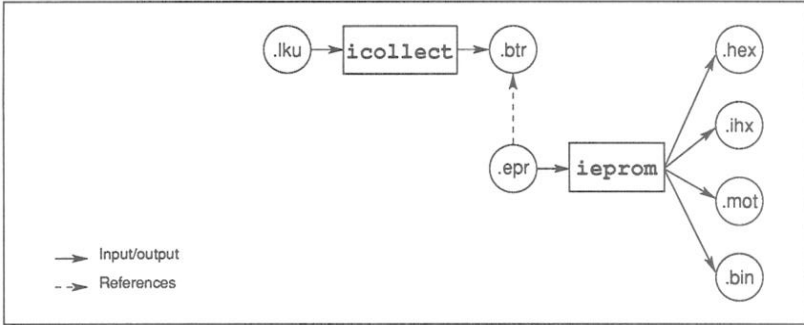 .lku
icollect
.btr
.hex
.ihx
.epr
ieprom
.mot
.bin
Input/output
References